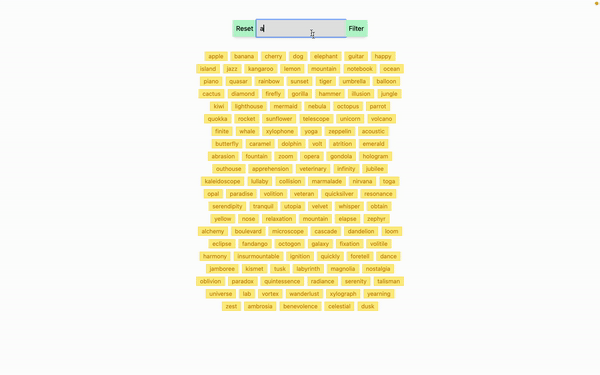 Reset a Filter
apple banana cherry dog elephant guitar happy
island jazz kangaroo lemon mountain notebook ocean
piano quasar rainbow sunset tiger umbrella balloon
cactus diamond firefly gorilla hammer illusion jungle
kiwi lighthouse mermaid nebula octopus parrot
quokka rocket sunflower telescope unicorn volcano
finite whale xylophone yoga zeppelin acoustic
butterfly caramel dolphin volt attrition emerald
abrasion fountain zoom opera gondola hologram
outhouse apprehension veterinary infinity jubilee
kaleidoscope lullaby collision marmalade nirvana toga
opal paradise volition veteran quicksilver resonance
serendipity tranquil utopia velvet whisper obtain
yellow nose relaxation mountain elapse zephyr
alchemy boulevard microscope cascade dandelion loom
eclipse fandango octogon galaxy fixation voltile
harmony insurmountable ignition quickly foretell dance
jamboree kismet tusk labyrinth magnolia nostalgia
oblivion paradox quintessence radiance serenity talisman
universe lab vortex wanderlust xylograph yearning
zest ambrosia benevolence celestial dusk